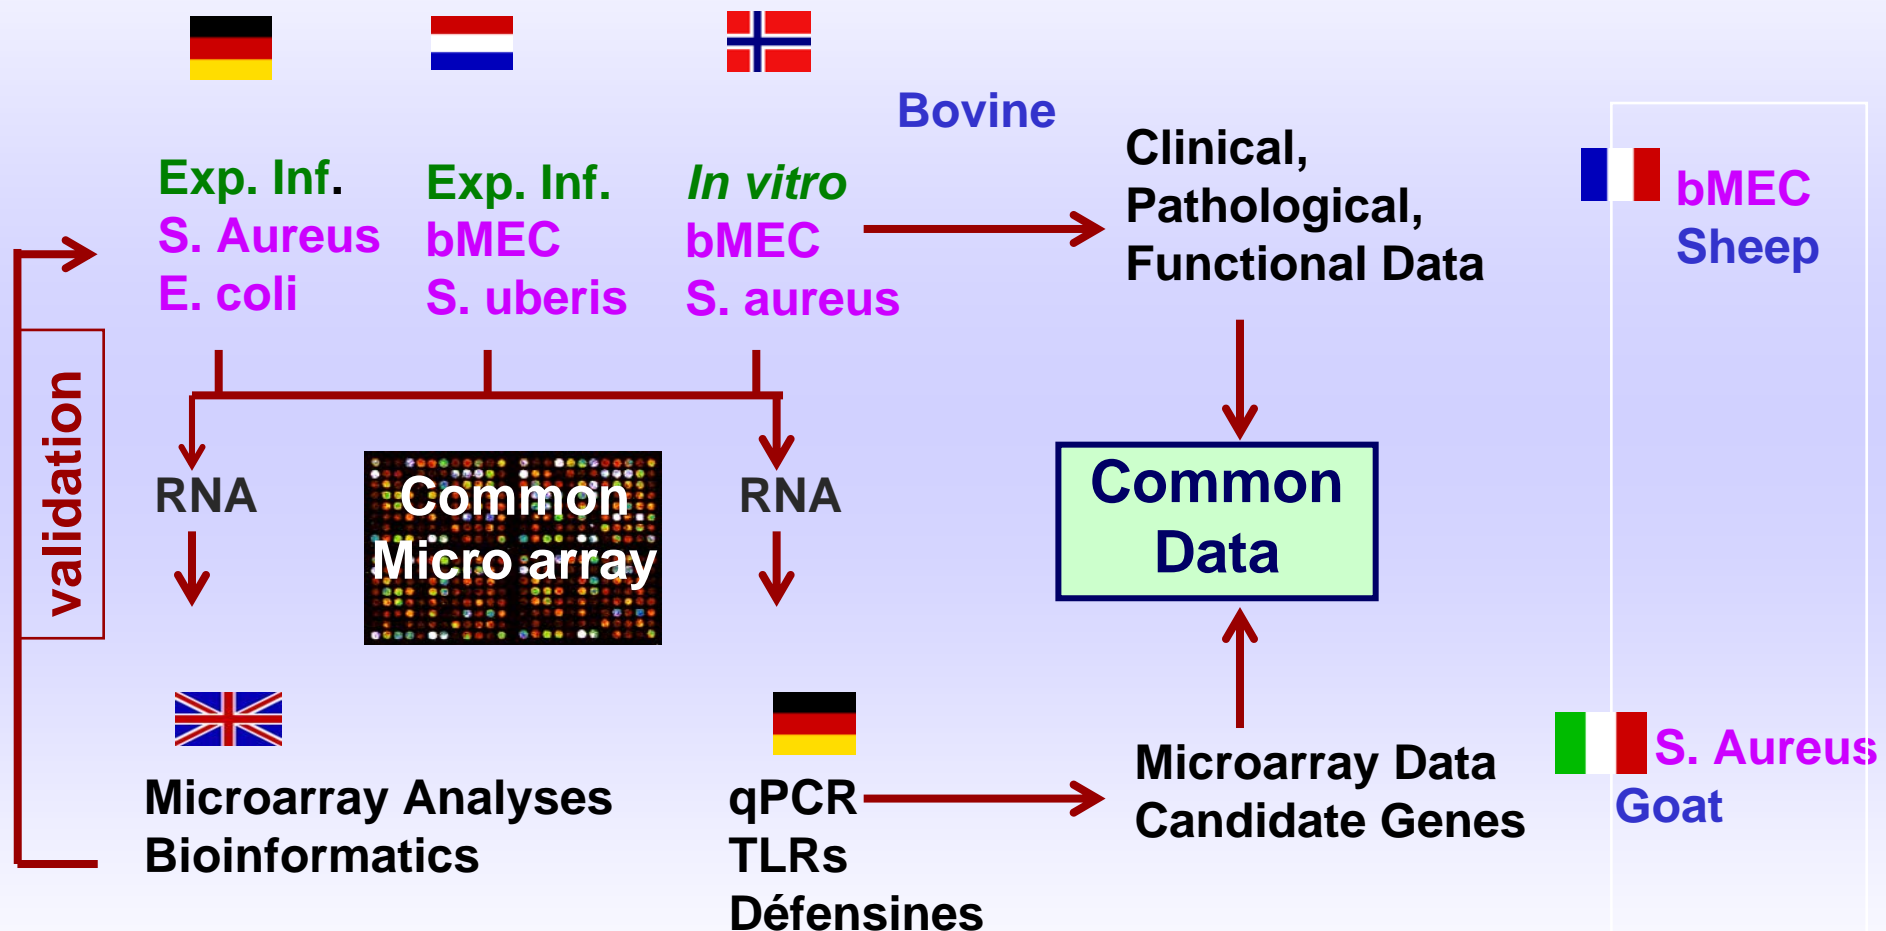 Bovine
Exp. Inf.
S. Aureus
E. coli
Exp. Inf.
bMEC
S. uberis
In vitro
bMEC
S. aureus
Clinical,
Pathological,
Functional Data
bMEC
Sheep
validation
RNA
Common
Micro array
RNA
Common
Data
Microarray Analyses
Bioinformatics
qPCR
TLRs
Défensines
Microarray Data
Candidate Genes
S. Aureus
Goat